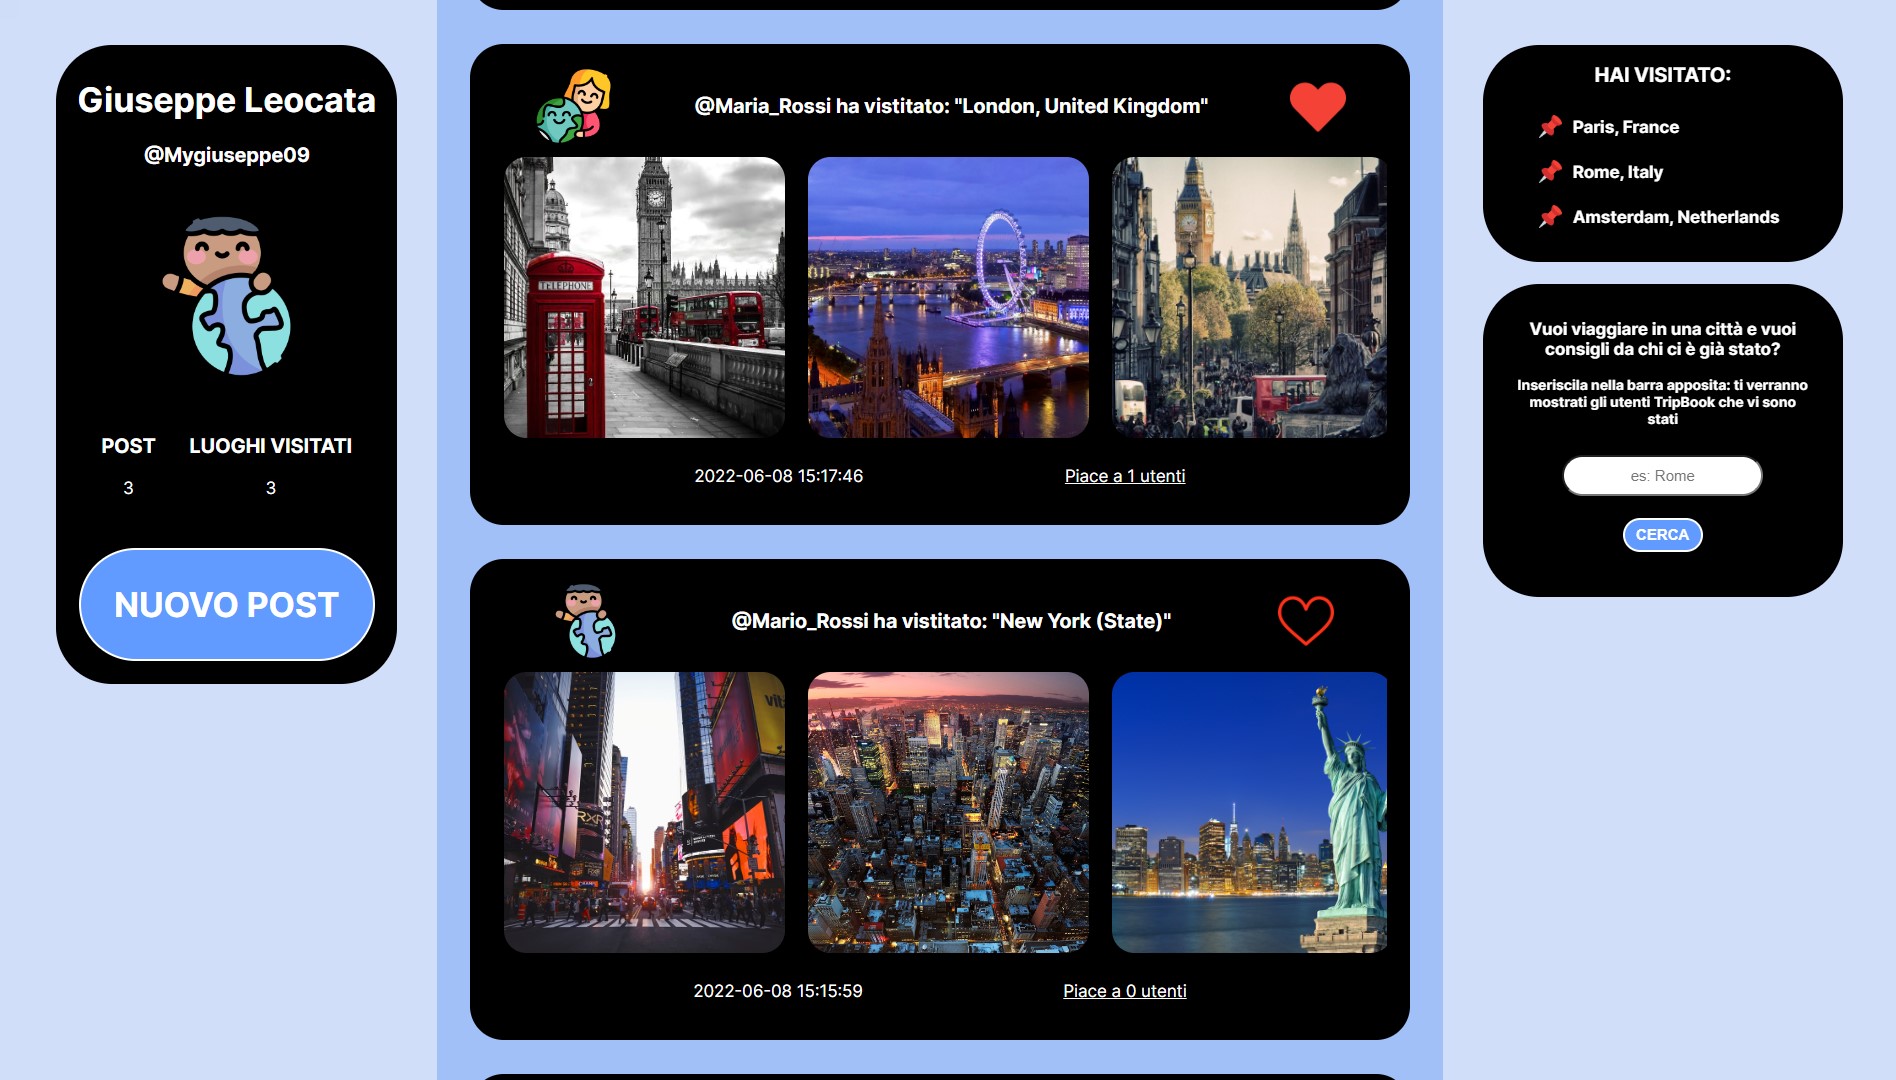 Giuseppe Leocata
@Mygiuseppe09
POST
LUOGHI VISITATI
3
3
NUOVO POST
@Maria_Rossi ha vistitato: "London, United Kingdom"
TELEPHONE
2022-06-08 15:17:46
Piace a 1 utenti
@Mario_Rossi ha vistitato: "New York (State)"
2022-06-08 15:15:59
Piace a 0 utenti
HAI VISITATO:
Paris, France
Rome, Italy
Amsterdam, Netherlands
Vuoi viaggiare in una città e vuoi
consigli da chi ci è già stato?
Inseriscila nella barra apposita: ti verranno
mostrati gli utenti TripBook che vi sono
stati
es: Rome
CERCA